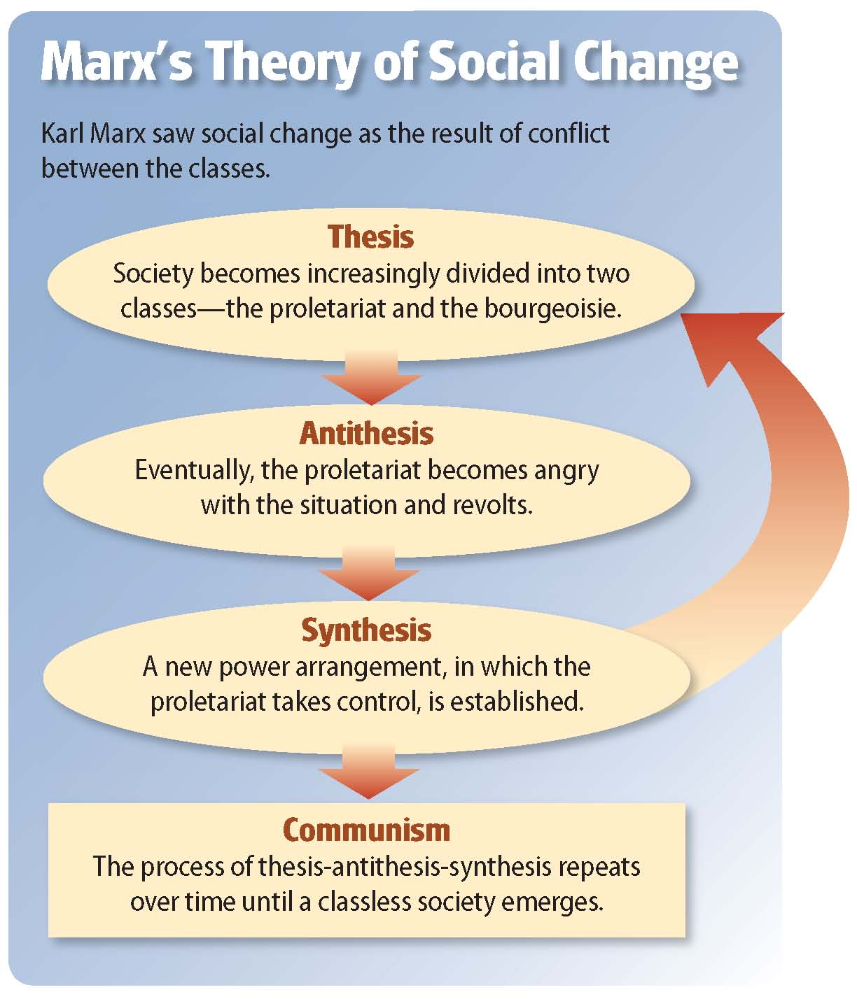 Marx’s Theory of Social Change
Karl Marx saw social change as the result of conflict
between the classes.
Thesis
Society becomes increasingly divided into two
classes—the proletariat and the bourgeoisie.
Antithesis
Eventually, the proletariat becomes angry
with the situation and revolts.
Synthesis
A new power arrangement, in which the
proletariat takes control, is established.
Communism
The process of thesis-antithesis-synthesis repeats
over time until a classless society emerges.